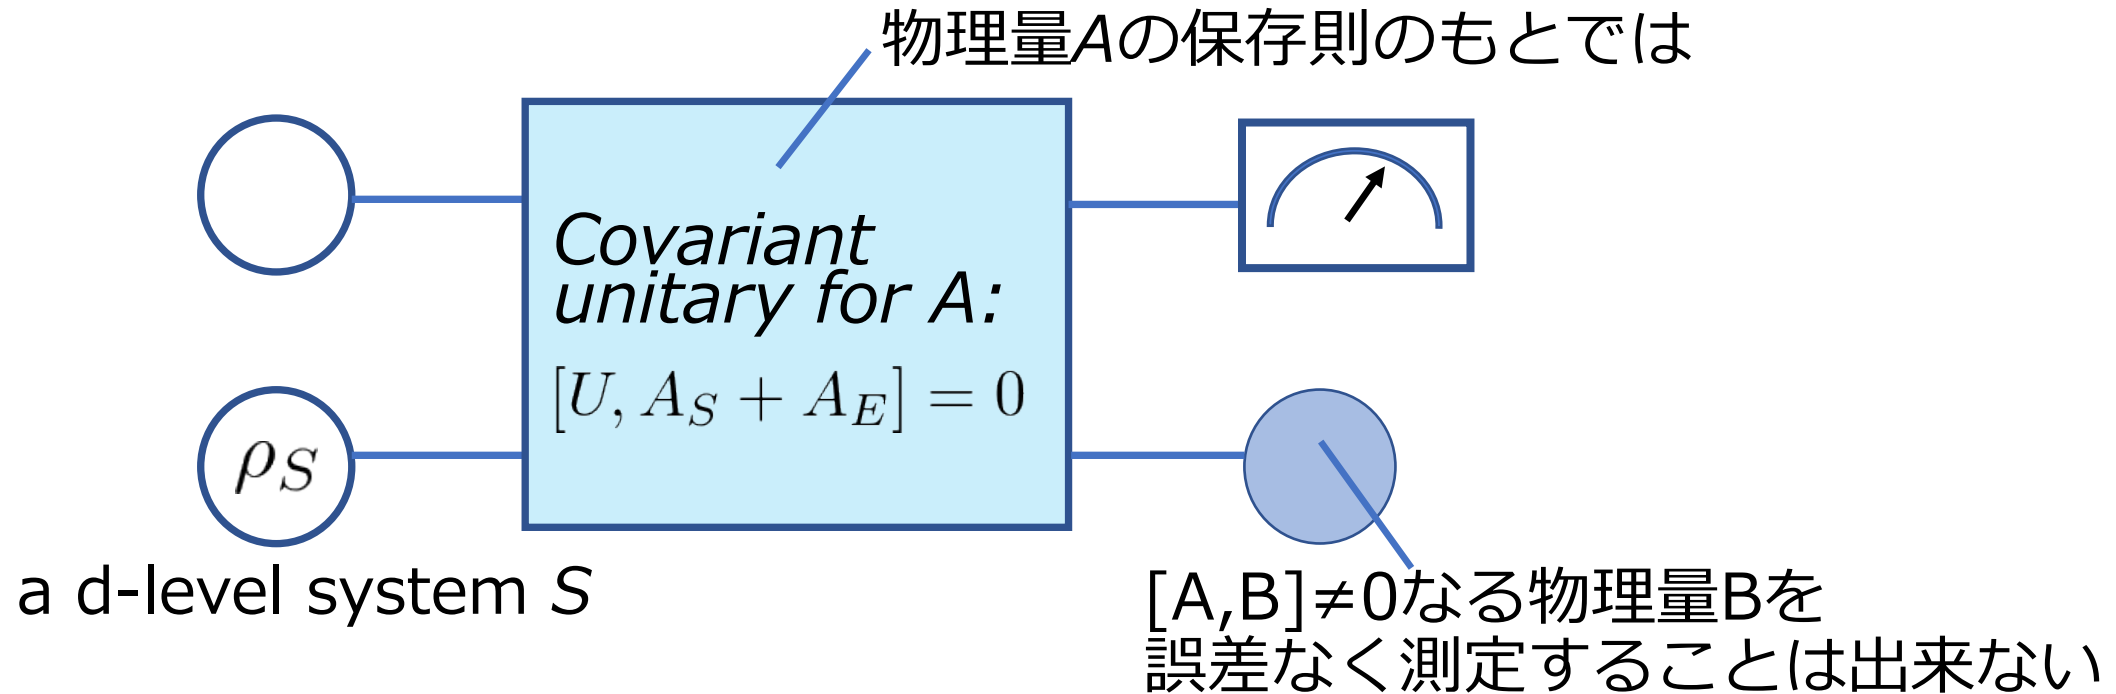 物理量Aの保存則のもとでは
Covariant
unitary for A:
[U, A_S + A_E] = 0
ρ_S
a d-level system S
[A,B]≠0なる物理量Bを
誤差なく測定することは出来ない